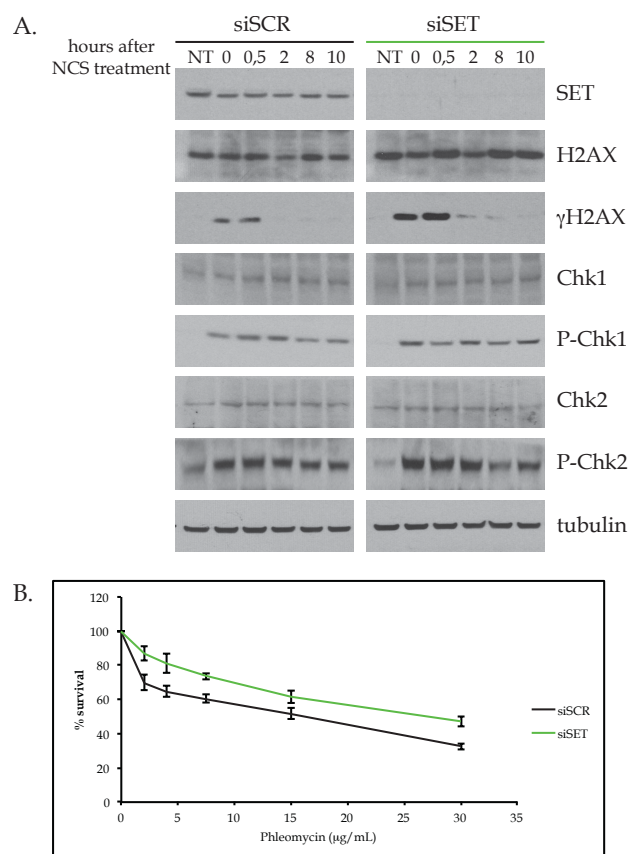 A.
siSCR
siSET
hours after
NCS treatment
NT 0 0,5 2 8 10
NT 0 0,5 2 8 10
SET
H2AX
γH2AX
Chk1
P-Chk1
Chk2
P-Chk2
tubulin
B.
120
100
80
60
40
20
0
% survival
0 5 10 15 20 25 30 35
Phleomycin (μg/mL)
siSCR
siSET